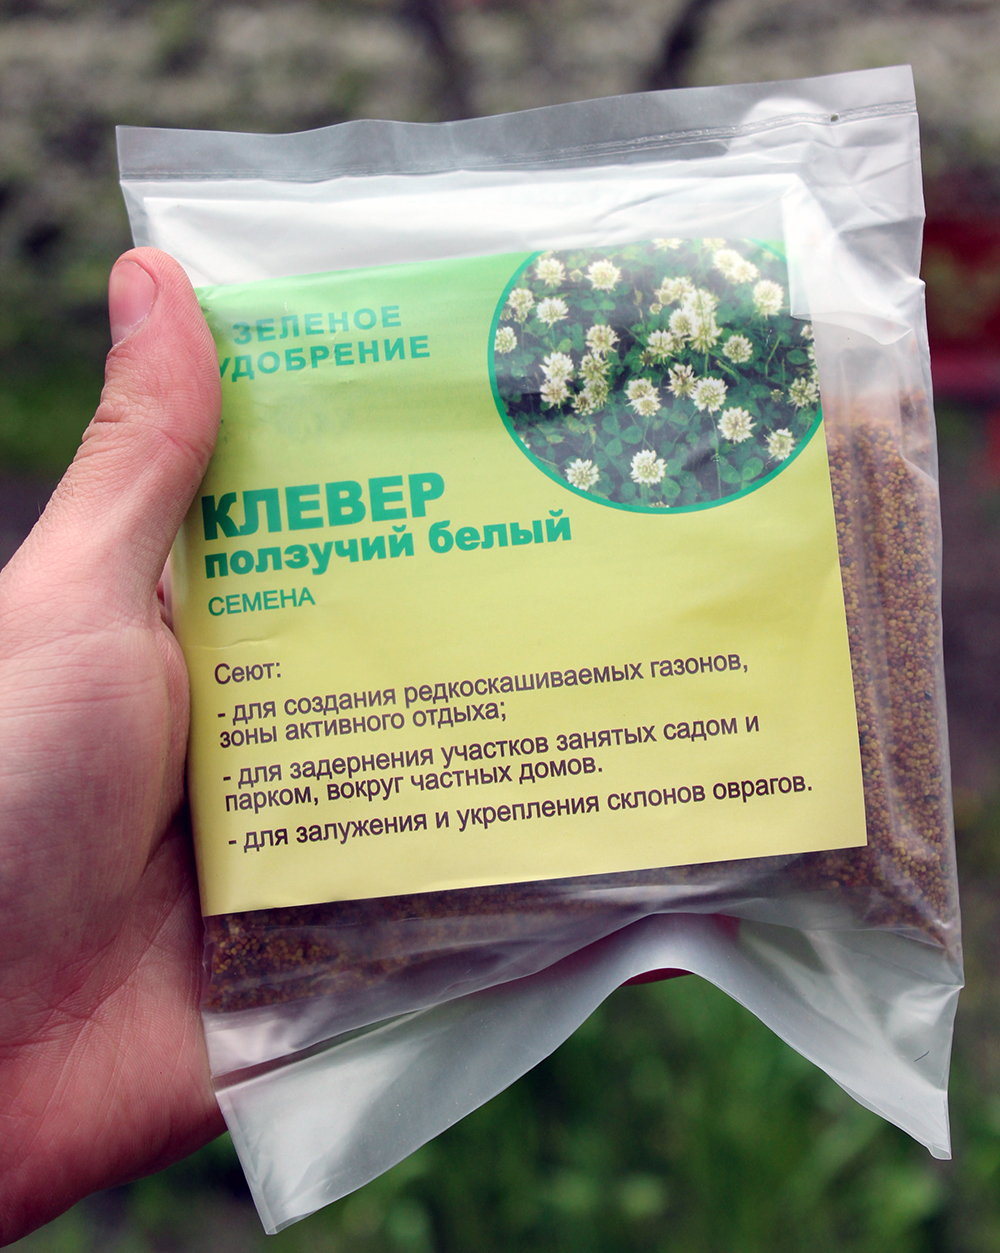 ЗЕЛЕНОЕ
УДОБРЕНИЕ
КЛЕВЕР
ползучий белый
СЕМЕНА
Сеют:
- для создания редкоскашиваемых газонов,
зоны активного отдыха;
- для задернения участков занятых садом и
парком, вокруг частных домов.
- для залужения и укрепления склонов оврагов.